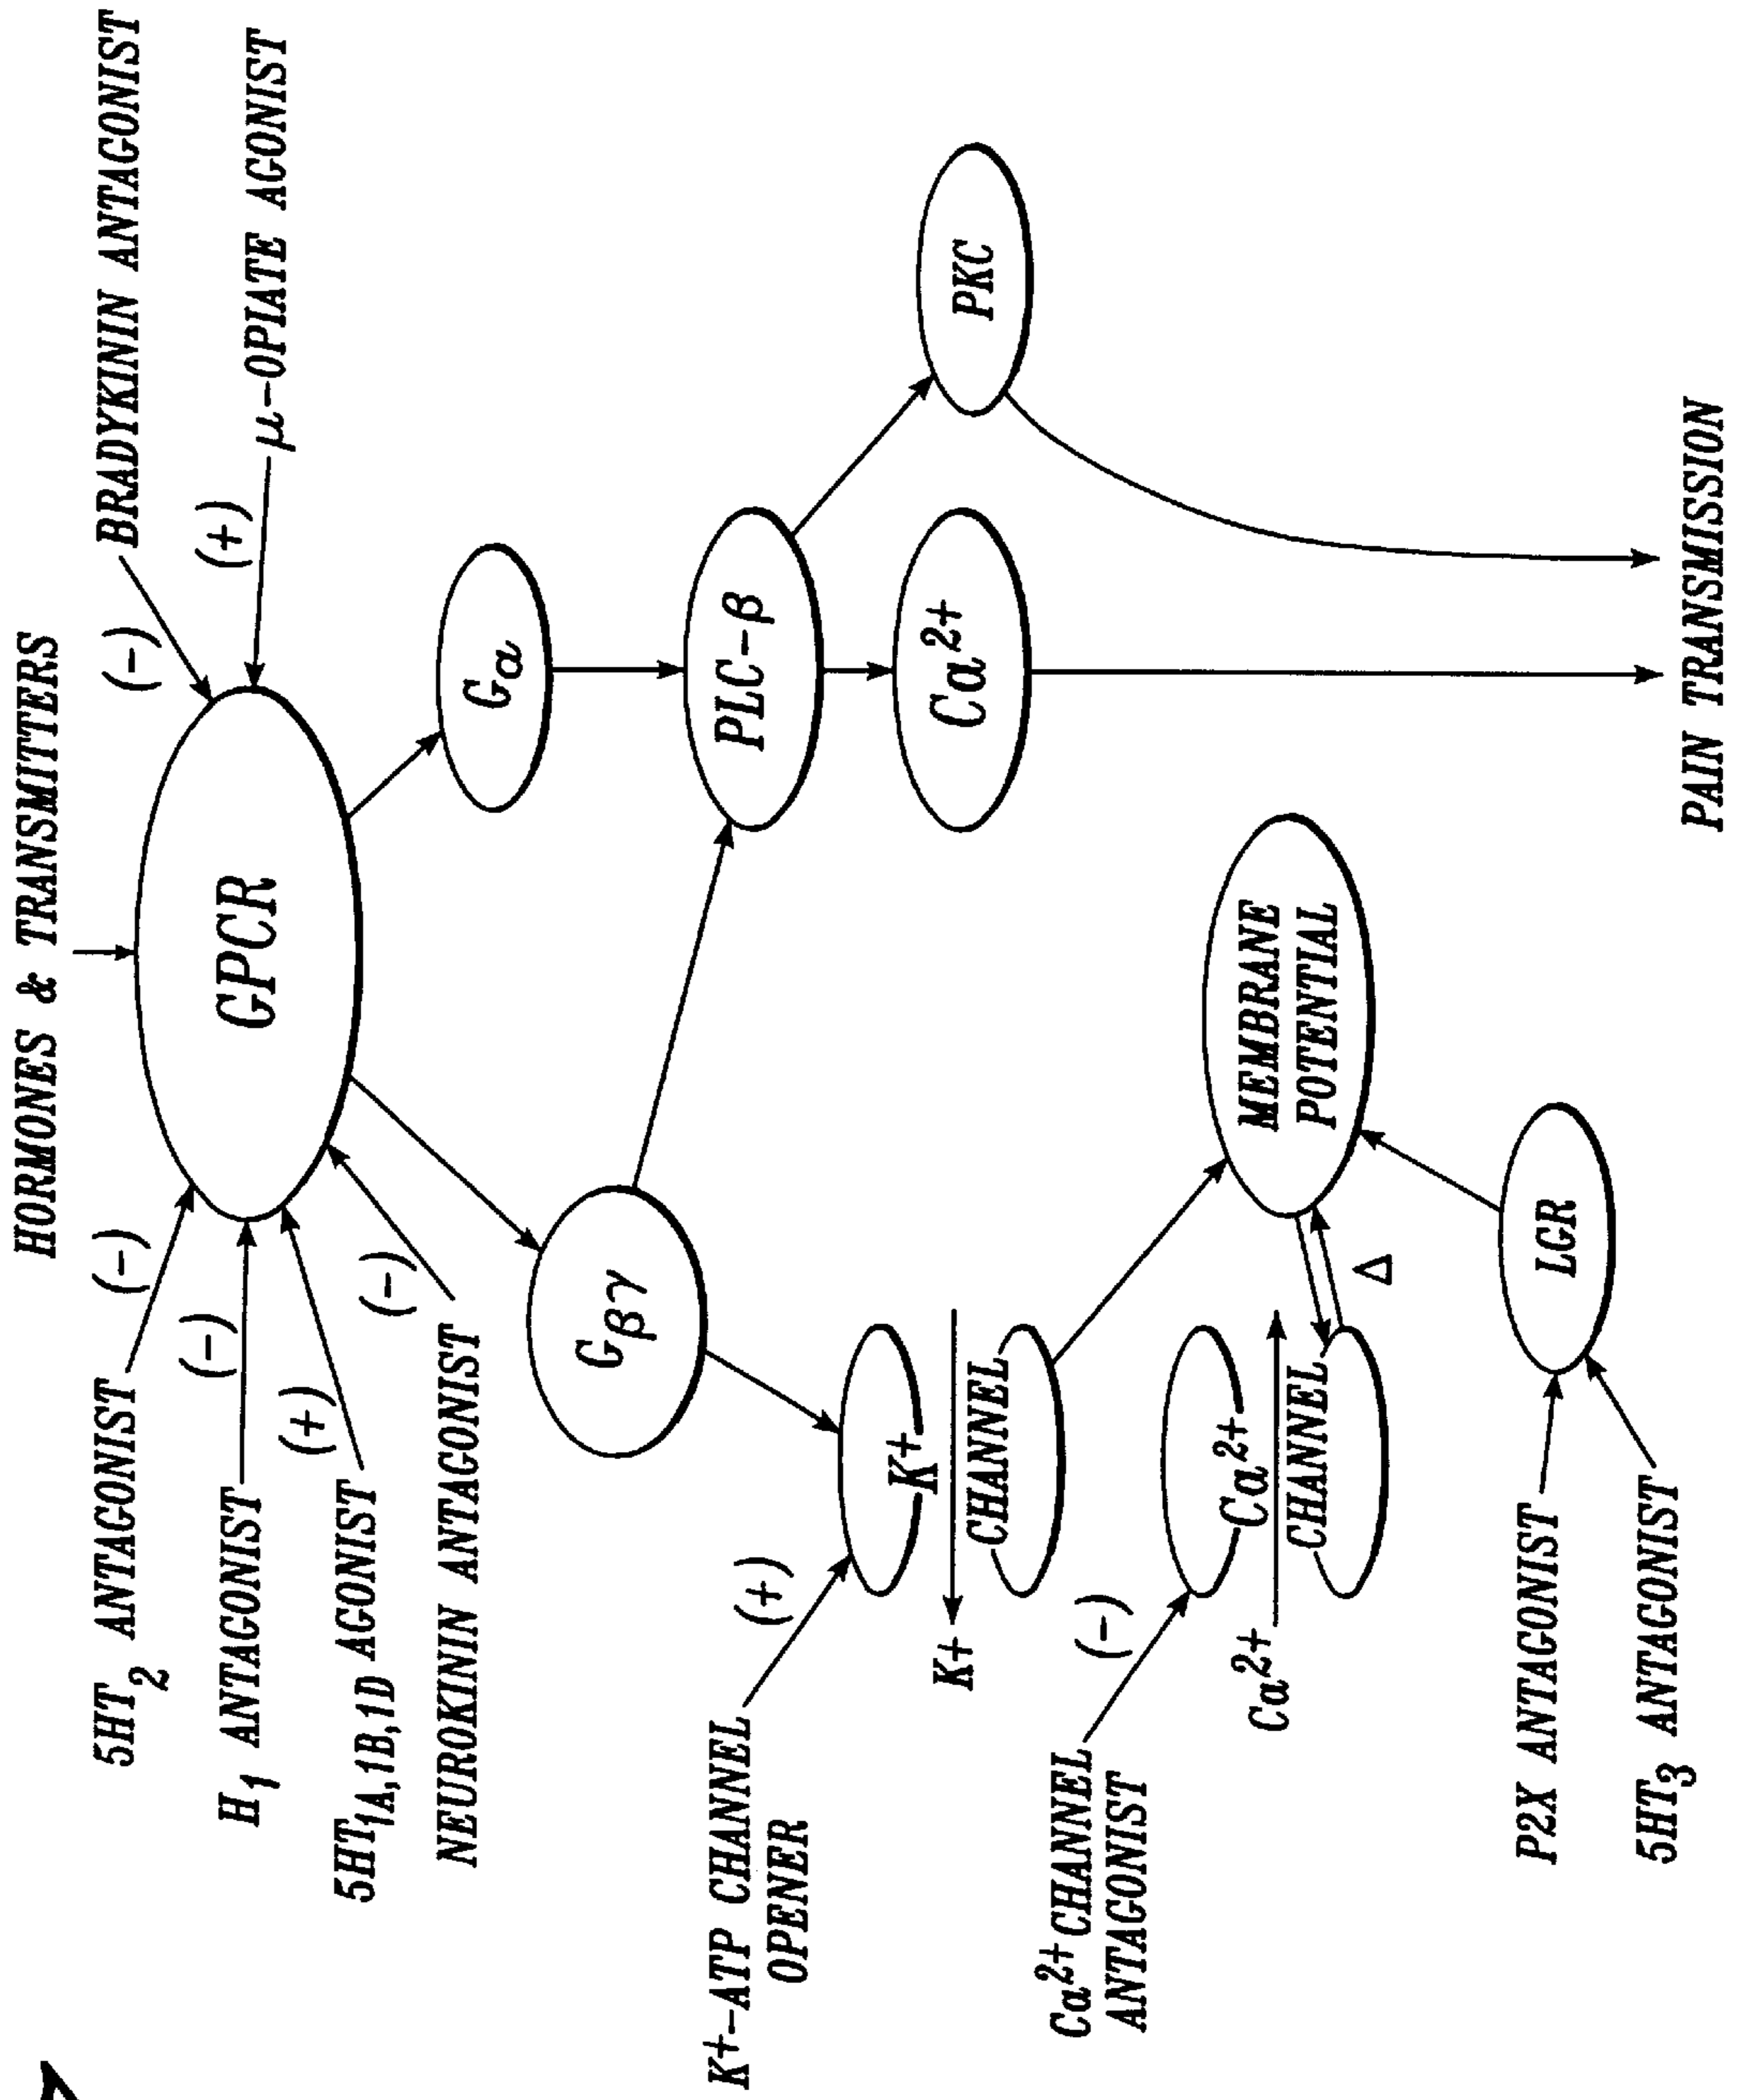 HORMONES & TRANSMITTERS
5HT2 ANTAGONIST
(-)
(-)
BRADYKININ ANTAGONIST
H1 ANTAGONIST
(-)
GPCR
(+)
μ-OPIATE AGONIST
5HT1A,1B,1D AGONIST
(+)
NEUROKININ ANTAGONIST
(-)
Gα
Gβγ
K+-ATP CHANNEL
OPENER
(+)
PLC-β
K+
K+
CHANNEL
Ca2+
PKC
Ca2+ CHANNEL
ANTAGONIST
(-)
Ca2+
Ca2+
CHANNEL
MEMBRANE
POTENTIAL
Δ
P2X ANTAGONIST
LGR
5HT3 ANTAGONIST
PAIN TRANSMISSION